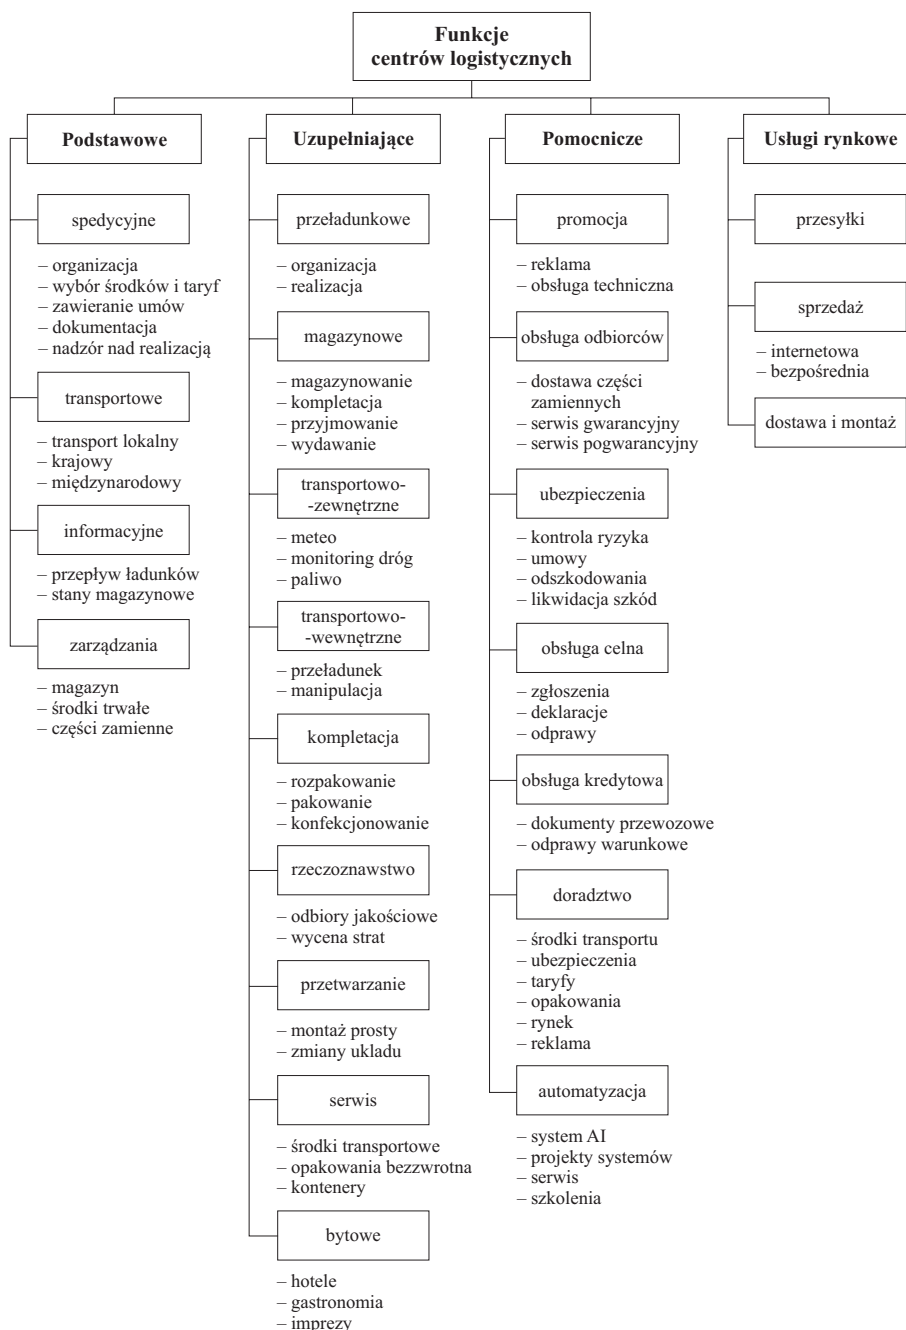 Funkcje
centrów logistycznych
Podstawowe
spedycyjne
– organizacja
– wybór środków i taryf
– zawieranie umów
– dokumentacja
– nadzór nad realizacją
transportowe
– transport lokalny
– krajowy
– międzynarodowy
informacyjne
– przepływ ładunków
– stany magazynowe
zarządzania
– magazyn
– środki trwałe
– części zamienne
Uzupełniające
przeładunkowe
– organizacja
– realizacja
magazynowe
– magazynowanie
– kompletacja
– przyjmowanie
– wydawanie
transportowo-
-zewnętrzne
– meteo
– monitoring dróg
– paliwo
transportowo-
-wewnętrzne
– przeładunek
– manipulacja
kompletacja
– rozpakowanie
– pakowanie
– konfekcjonowanie
rzeczoznawstwo
– odbiory jakościowe
– wycena strat
przetwarzanie
– montaż prosty
– zmiany ukladu
serwis
– środki transportowe
– opakowania bezzwrotna
– kontenery
bytowe
– hotele
– gastronomia
– imprezy
Pomocnicze
promocja
– reklama
– obsługa techniczna
obsługa odbiorców
– dostawa części
zamiennych
– serwis gwarancyjny
– serwis pogwarancyjny
ubezpieczenia
– kontrola ryzyka
– umowy
– odszkodowania
– likwidacja szkód
obsługa celna
– zgłoszenia
– deklaracje
– odprawy
obsługa kredytowa
– dokumenty przewozowe
– odprawy warunkowe
doradztwo
– środki transportu
– ubezpieczenia
– taryfy
– opakowania
– rynek
– reklama
automatyzacja
– system AI
– projekty systemów
– serwis
– szkolenia
Usługi rynkowe
przesyłki
sprzedaż
– internetowa
– bezpośrednia
dostawa i montaż